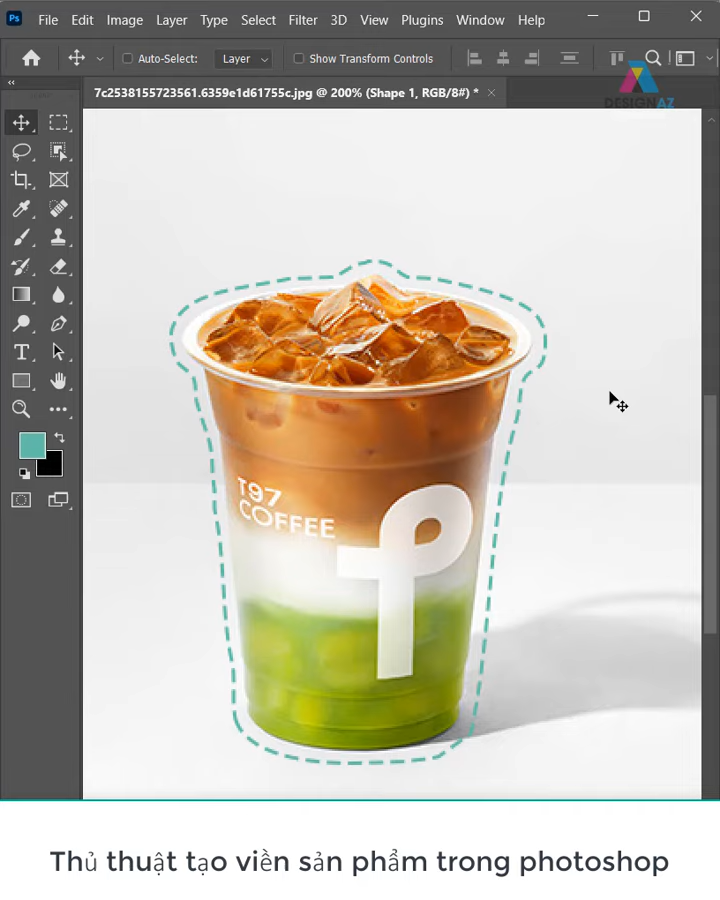 Ps File Edit Image Layer Type Select Filter 3D View Plugins Window Help
Auto-Select: Layer Show Transform Controls
DESIGNAZ
7c2538155723561.6359e1d61755c.jpg @ 200% (Shape 1, RGB/8#) *
T97
COFFEE
Thủ thuật tạo viền sản phẩm trong photoshop